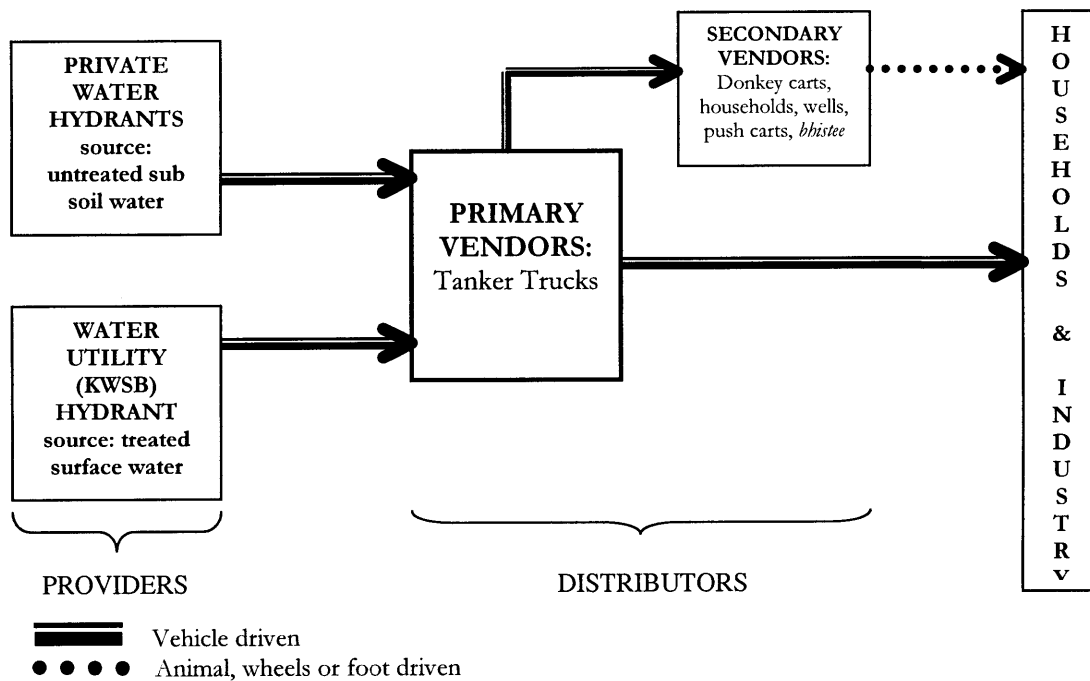 PRIVATE
WATER
HYDRANTS
source:
untreated sub
soil water
WATER
UTILITY
(KWSB)
HYDRANT
source: treated
surface water
PRIMARY
VENDORS:
Tanker Trucks
SECONDARY
VENDORS:
Donkey carts,
households, wells,
push carts, bhistee
HOUSEHOLDS & INDUSTRY
PROVIDERS
DISTRIBUTORS
Vehicle driven
Animal, wheels or foot driven